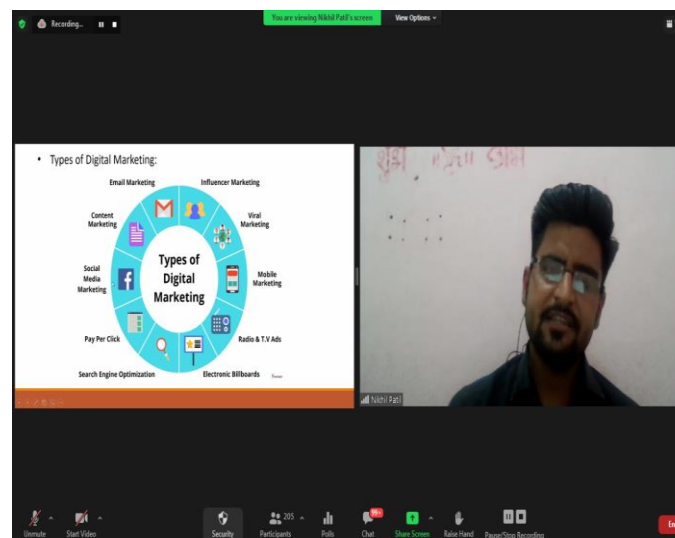 Recording...
You are viewing Nikhil Patil's screen
View Options
• Types of Digital Marketing:
Email Marketing
Influencer Marketing
Content
Marketing
Viral
Marketing
Social
Media
Marketing
Types of
Digital
Marketing
Mobile
Marketing
Pay Per Click
Radio & T.V Ads
Search Engine Optimization
Electronic Billboards
शुभ
लाभ
Nikhil Patil
Unmute
Start Video
Security
205
Participants
Polls
99+
Chat
Share Screen
Raise Hand
Pause/Stop Recording